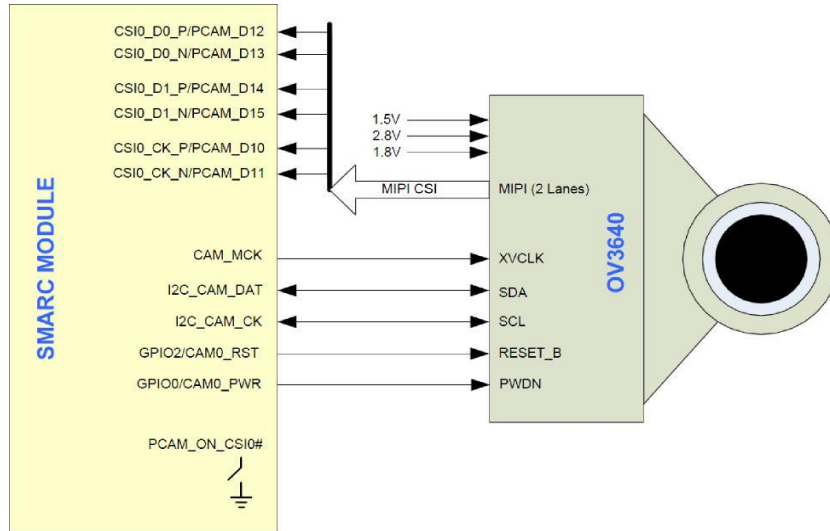 CSI0_D0_P/PCAM_D12
CSI0_D0_N/PCAM_D13
CSI0_D1_P/PCAM_D14
CSI0_D1_N/PCAM_D15
CSI0_CK_P/PCAM_D10
CSI0_CK_N/PCAM_D11
CAM_MCK
I2C_CAM_DAT
I2C_CAM_CK
GPIO2/CAM0_RST
GPIO0/CAM0_PWR
PCAM_ON_CSI0#
SMARC MODULE
1.5V
2.8V
1.8V
MIPI CSI
MIPI (2 Lanes)
XVCLK
SDA
SCL
RESET_B
PWDN
OV3640